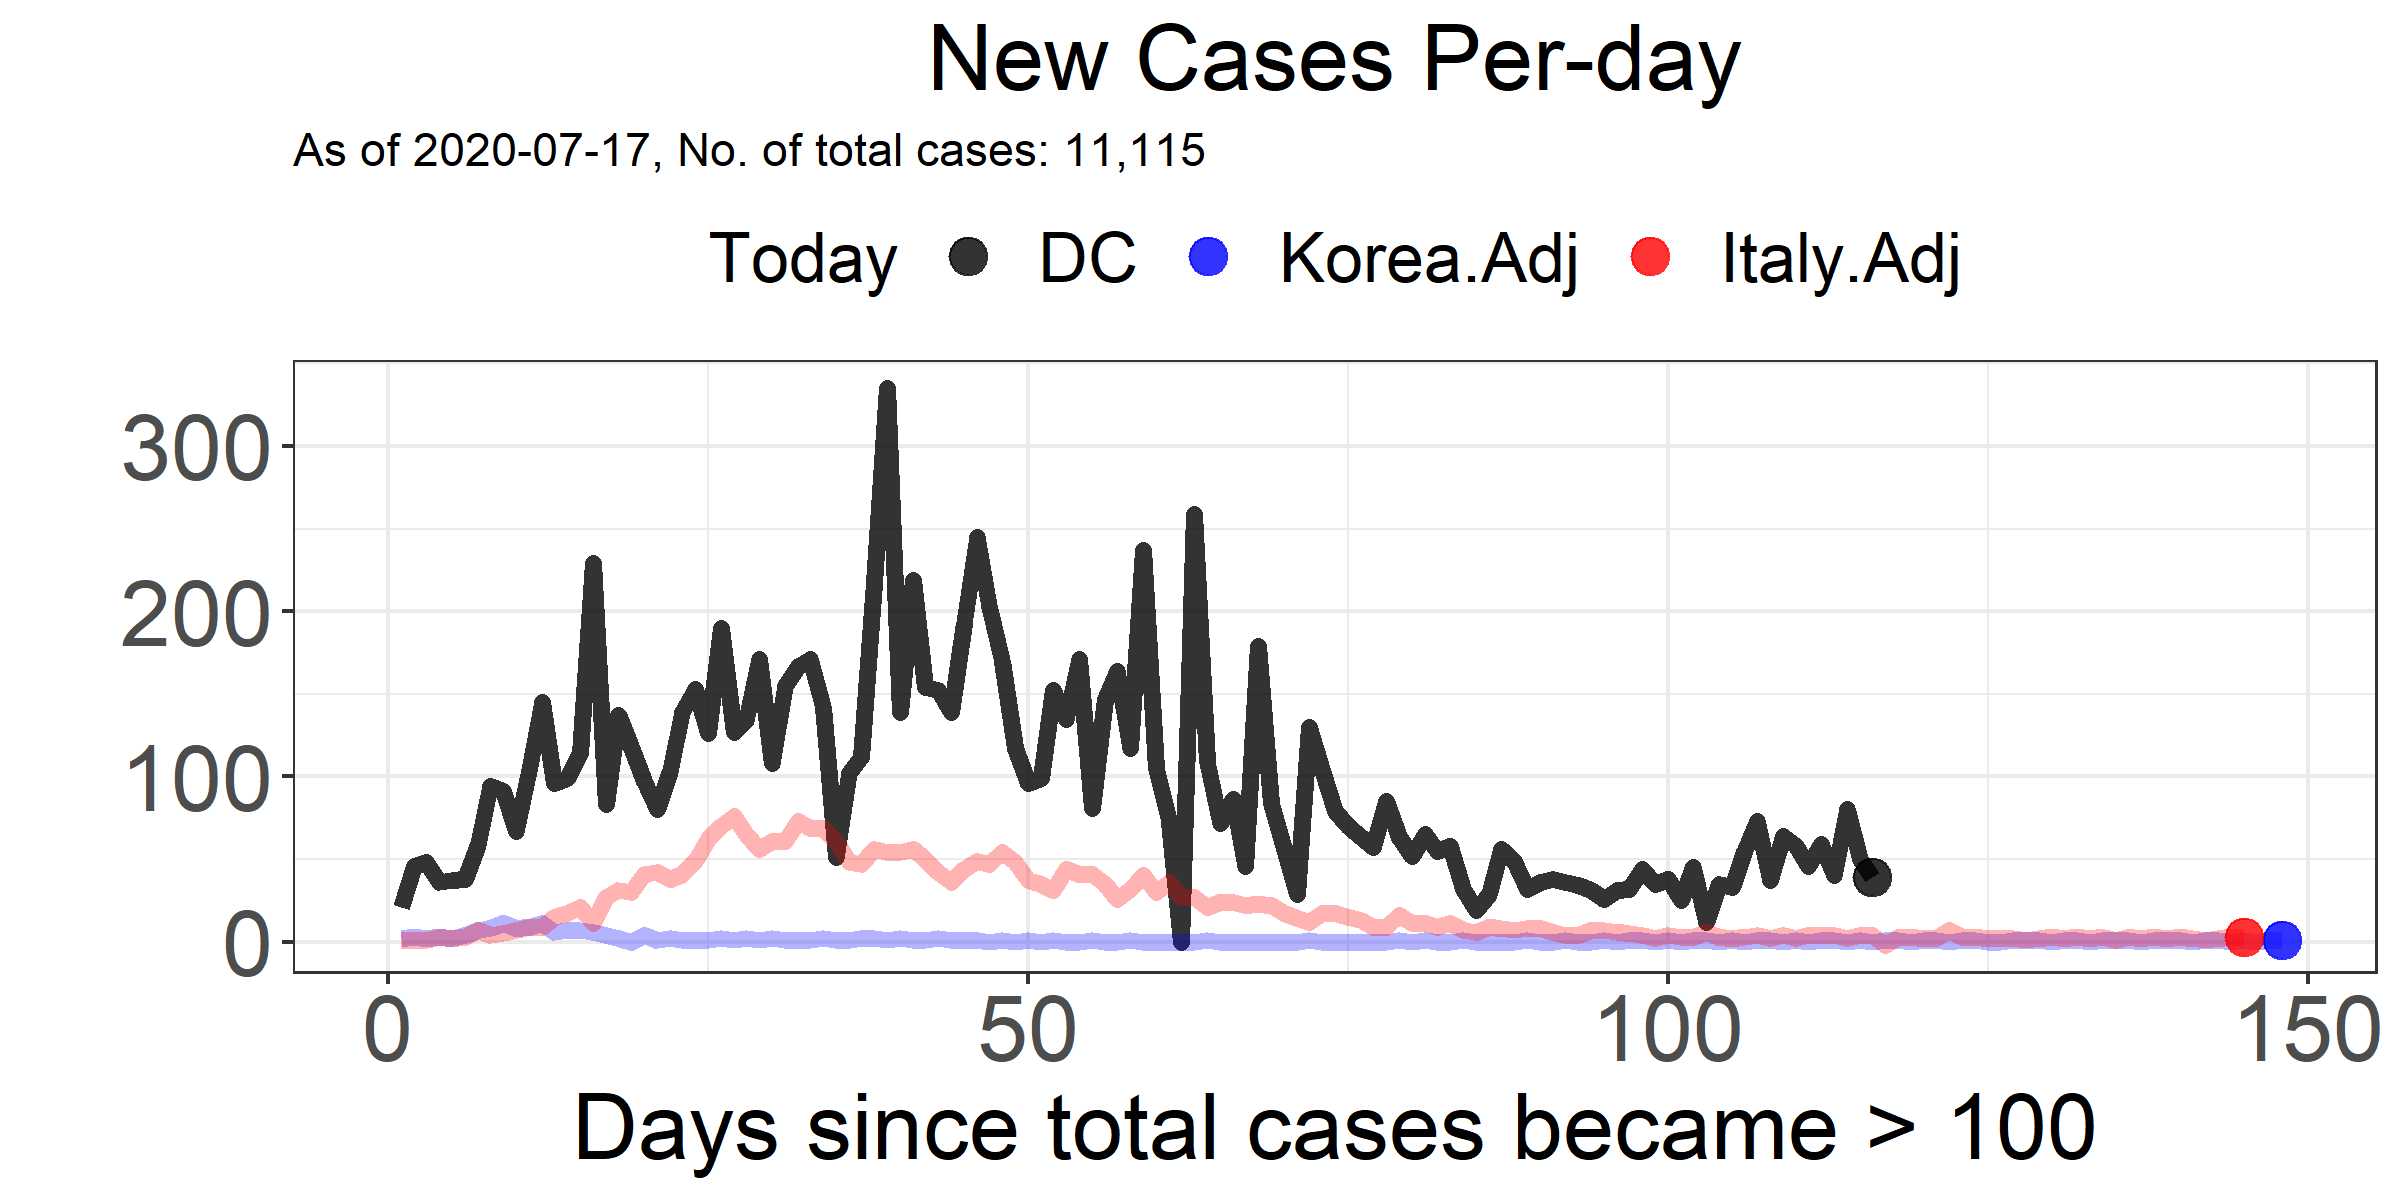 New Cases Per-day
As of 2020-07-17, No. of total cases: 11,115
Today DC Korea.Adj Italy.Adj
300
200
100
0
0 50 100 150
Days since total cases became > 100